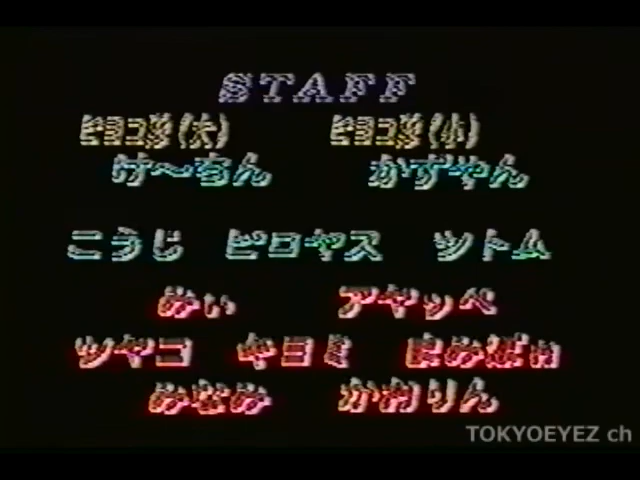 STAFF
ピヨコ隊(大) ピヨコ隊(小)
け〜ちん かずやん
こうじ ピロヤス ツトム
みい アヤッペ
ツヤコ キヨミ
みなみ かおりん
TOKYOEYEZ ch